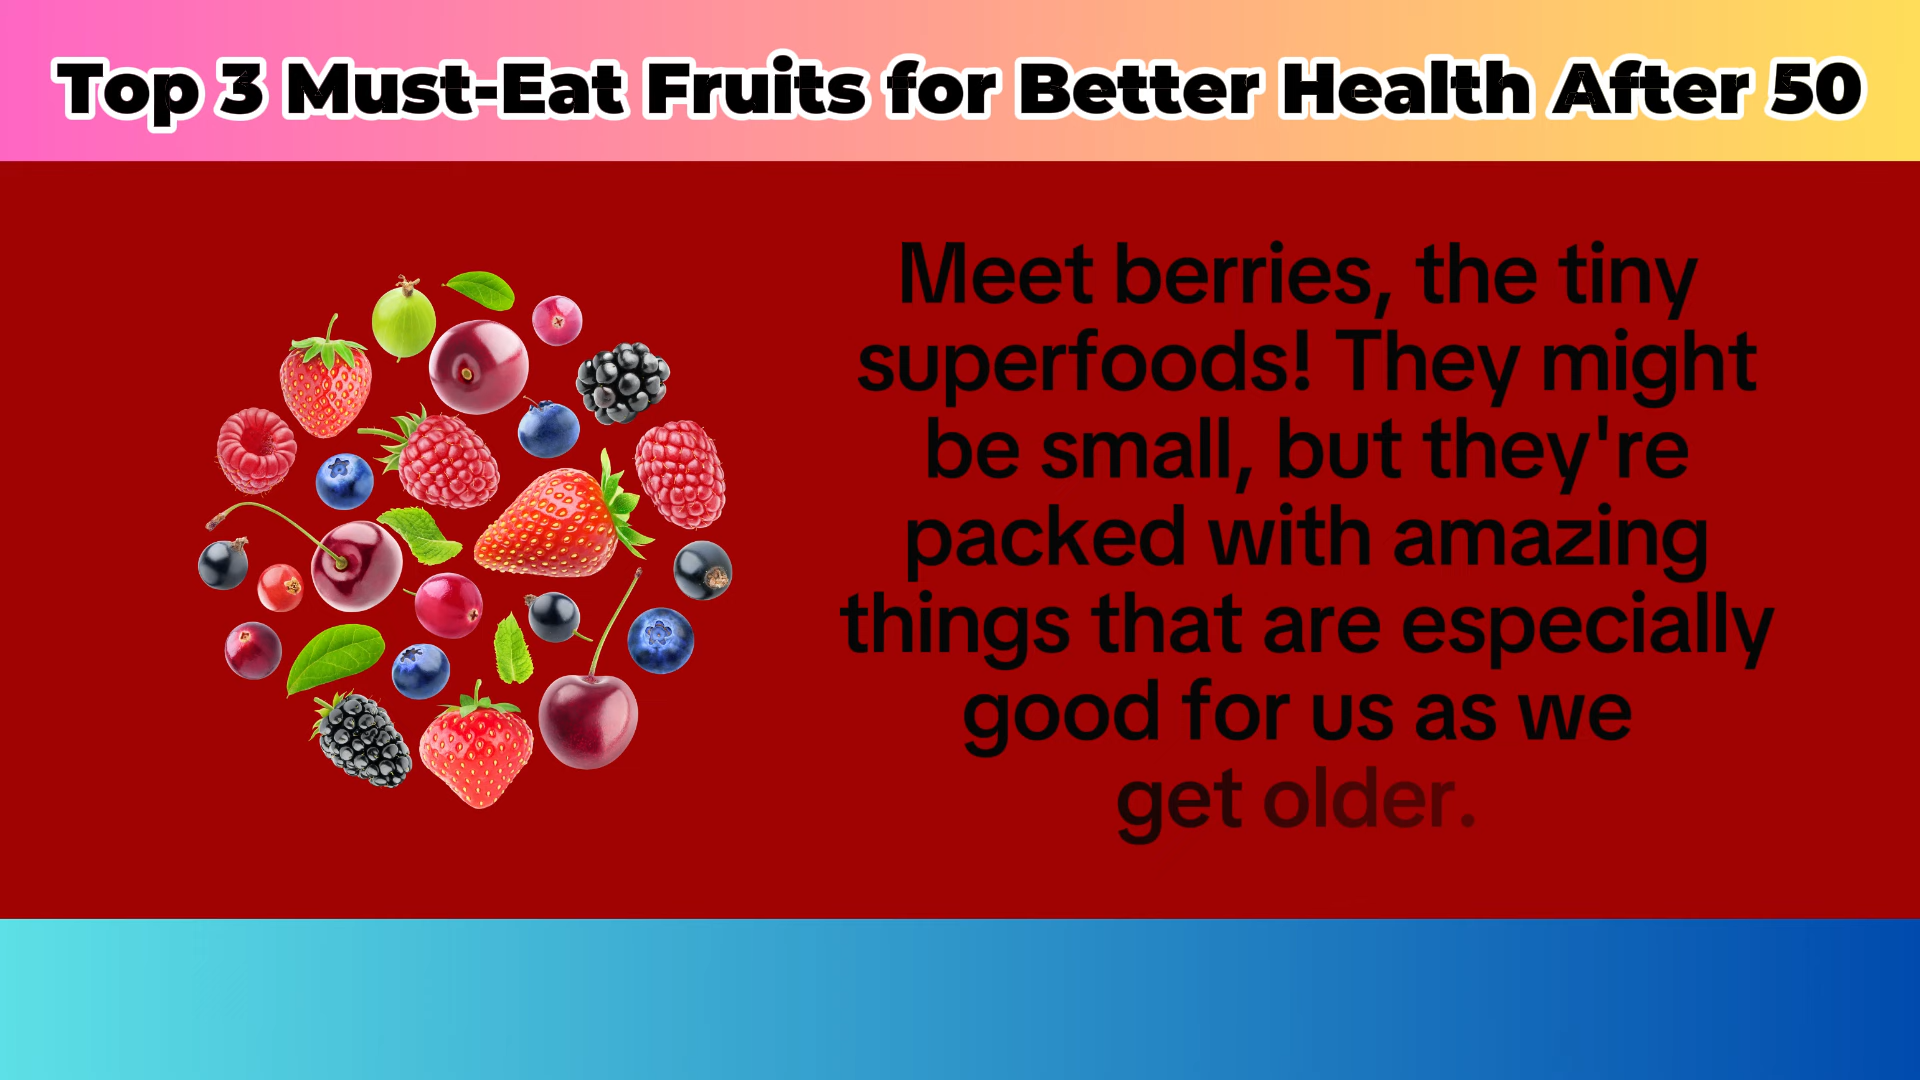 Top 3 Must-Eat Fruits for Better Health After 50
Meet berries, the tiny
superfoods! They might
be small, but they're
packed with amazing
things that are especially
good for us as we
get older.